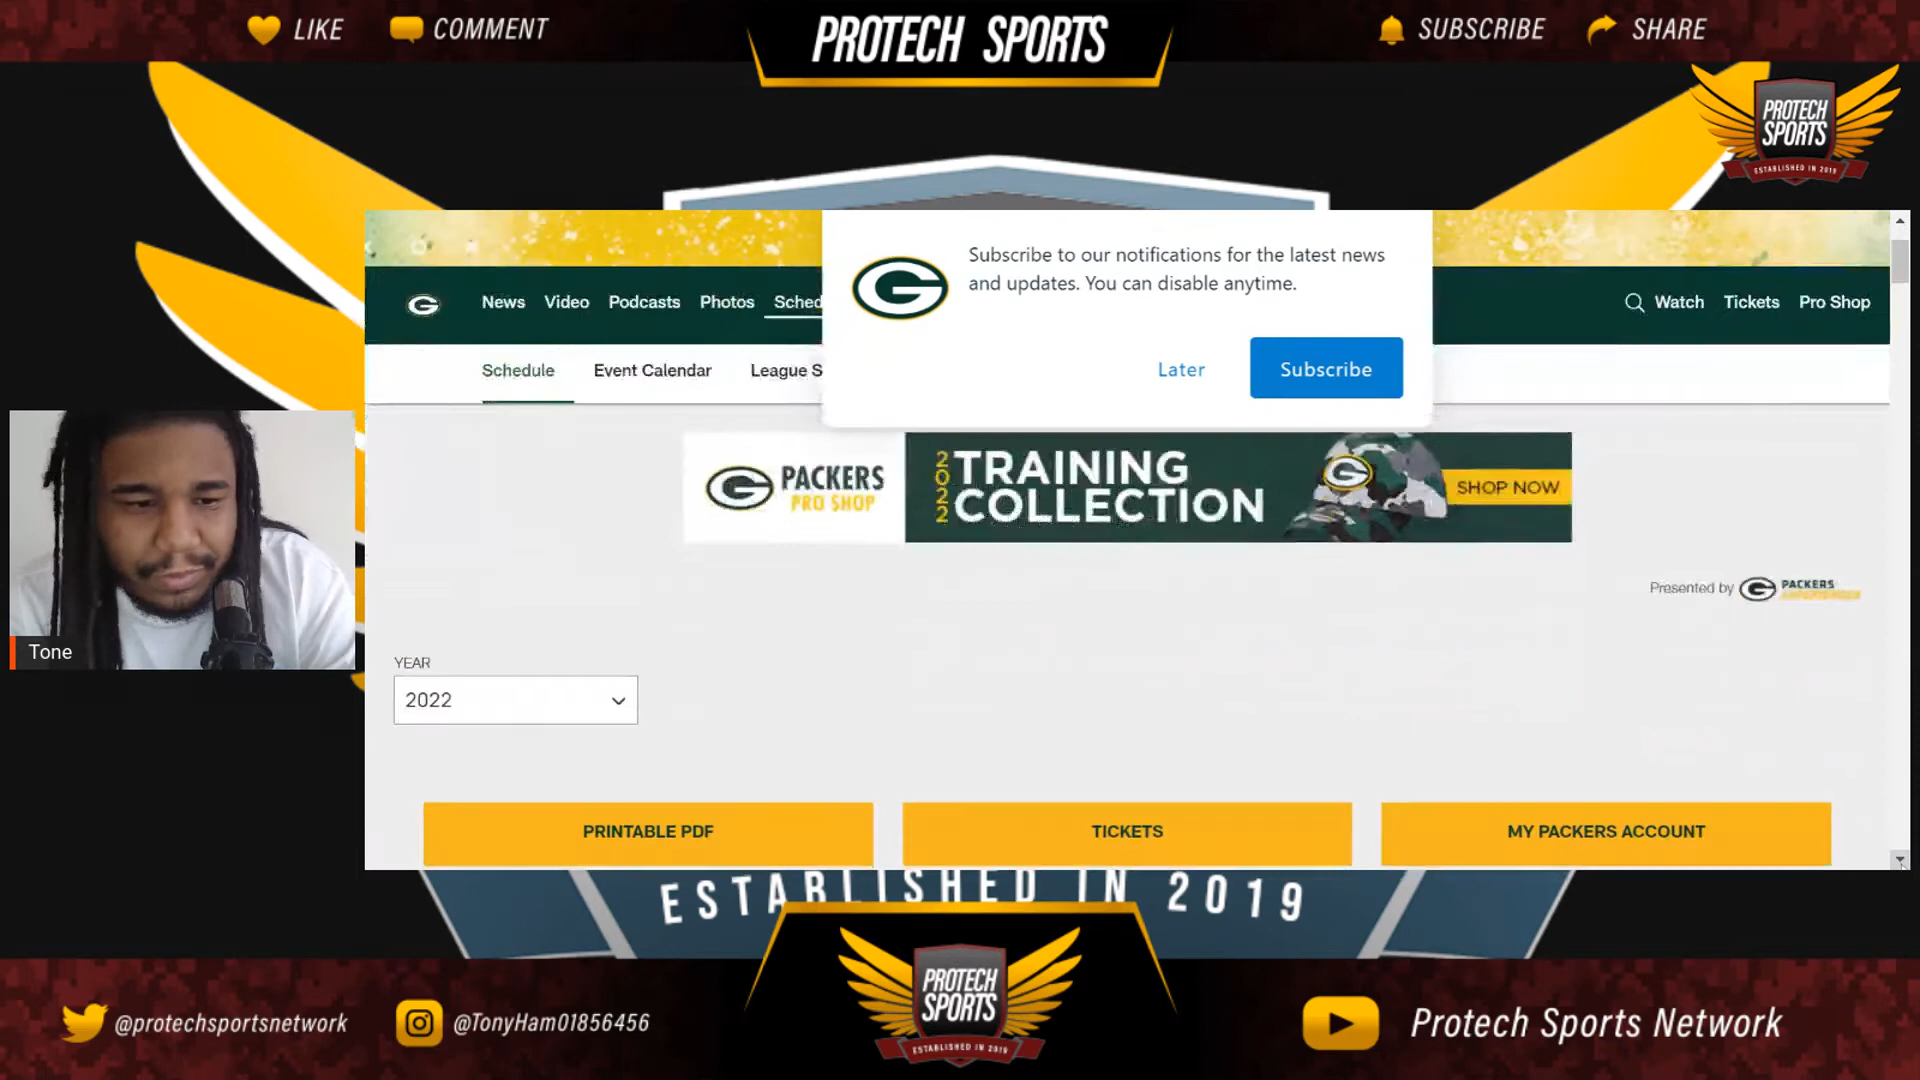 LIKE
COMMENT
PROTECH SPORTS
SUBSCRIBE
SHARE
PROTECH
SPORTS
ESTABLISHED IN 2019
Subscribe to our notifications for the latest news
and updates. You can disable anytime.
Later
Subscribe
News
Video
Podcasts
Photos
Sched
Watch
Tickets
Pro Shop
Schedule
Event Calendar
League S
PACKERS
PRO SHOP
2022
TRAINING
COLLECTION
SHOP NOW
Presented by
PACKERS
Tone
YEAR
2022
PRINTABLE PDF
TICKETS
MY PACKERS ACCOUNT
ESTABLISHED IN 2019
@protechsportsnetwork
@TonyHam01856456
PROTECH
SPORTS
ESTABLISHED IN 2019
Protech Sports Network